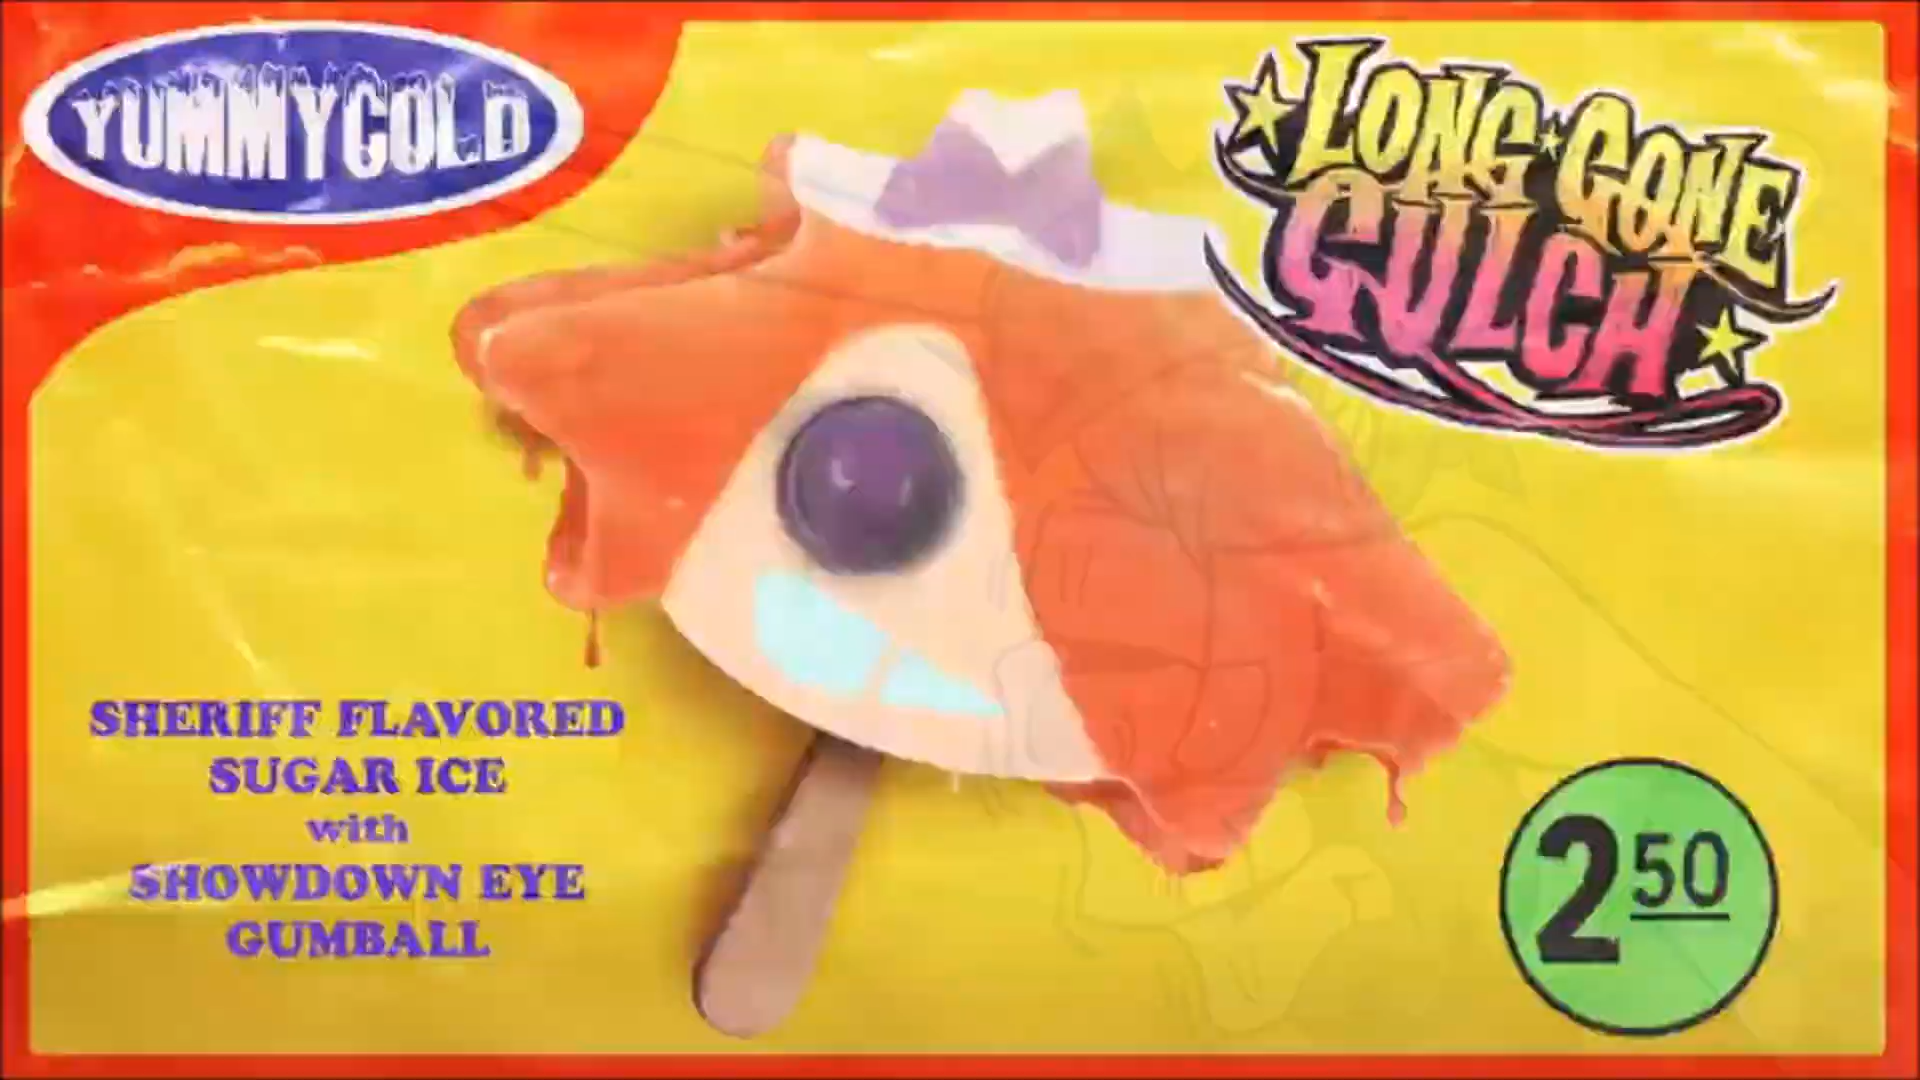 YUMMYCOLD
LONG GONE
GULCH
SHERIFF FLAVORED
SUGAR ICE
with
SHOWDOWN EYE
GUMBALL
2 50